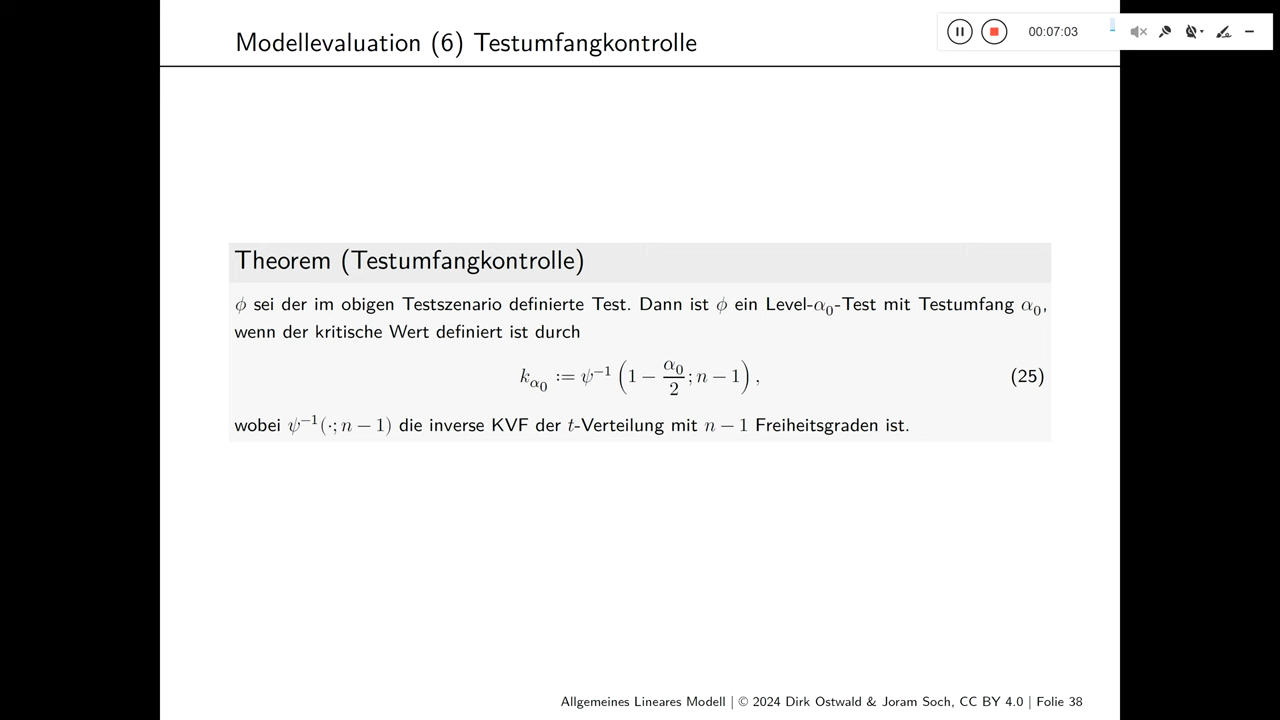 Modellevaluation (6) Testumfangkontrolle
00:07:03
Theorem (Testumfangkontrolle)
ϕ sei der im obigen Testszenario definierte Test. Dann ist ϕ ein Level-α₀-Test mit Testumfang α₀,
wenn der kritische Wert definiert ist durch
k_{α₀} := ψ⁻¹ (1 − α₀/2 ; n − 1) , (25)
wobei ψ⁻¹(·; n − 1) die inverse KVF der t-Verteilung mit n − 1 Freiheitsgraden ist.
Allgemeines Lineares Modell | © 2024 Dirk Ostwald & Joram Soch, CC BY 4.0 | Folie 38